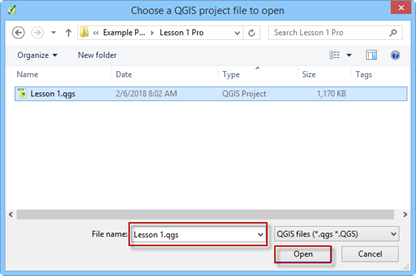 Choose a QGIS project file to open
« Example P... › Lesson 1 Pro
Search Lesson 1 Pro
Organize
New folder
Name Date Type Size Tags
Lesson 1.qgs 2/6/2018 8:02 AM QGIS Project 1,170 KB
File name: Lesson 1.qgs QGIS files (*.qgs *.QGS)
Open Cancel